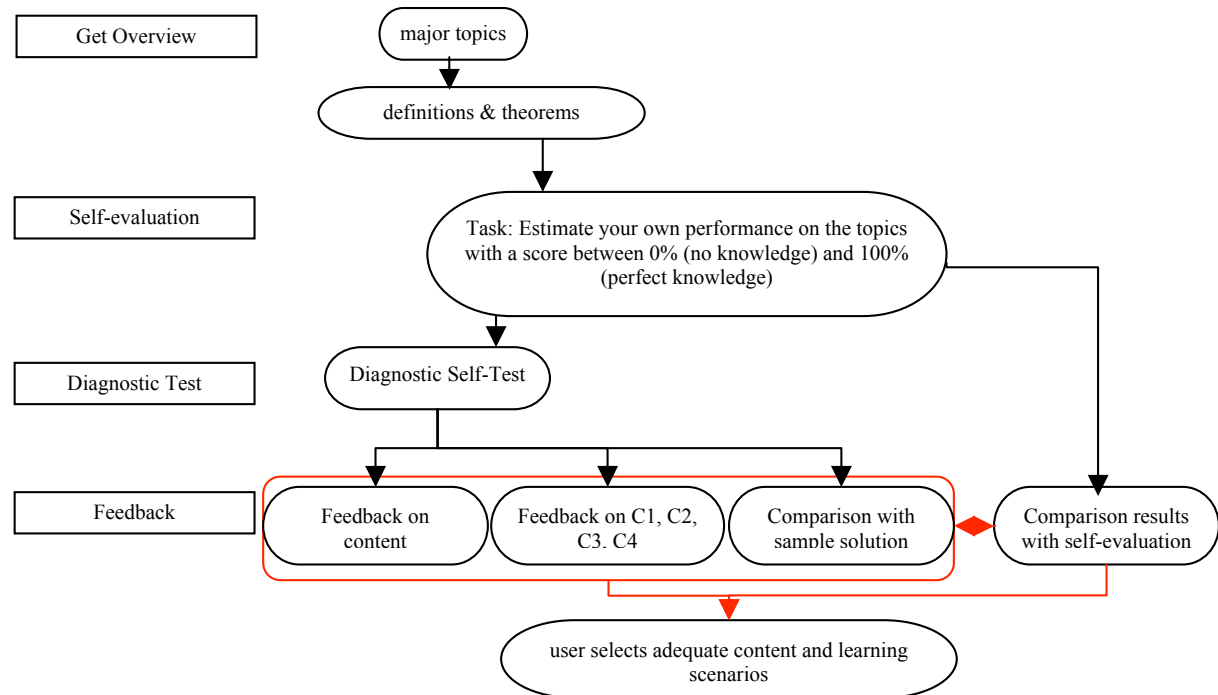 Get Overview
major topics
definitions & theorems
Self-evaluation
Task: Estimate your own performance on the topics
with a score between 0% (no knowledge) and 100%
(perfect knowledge)
Diagnostic Test
Diagnostic Self-Test
Feedback
Feedback on
content
Feedback on C1, C2,
C3, C4
Comparison with
sample solution
Comparison results
with self-evaluation
user selects adequate content and learning
scenarios